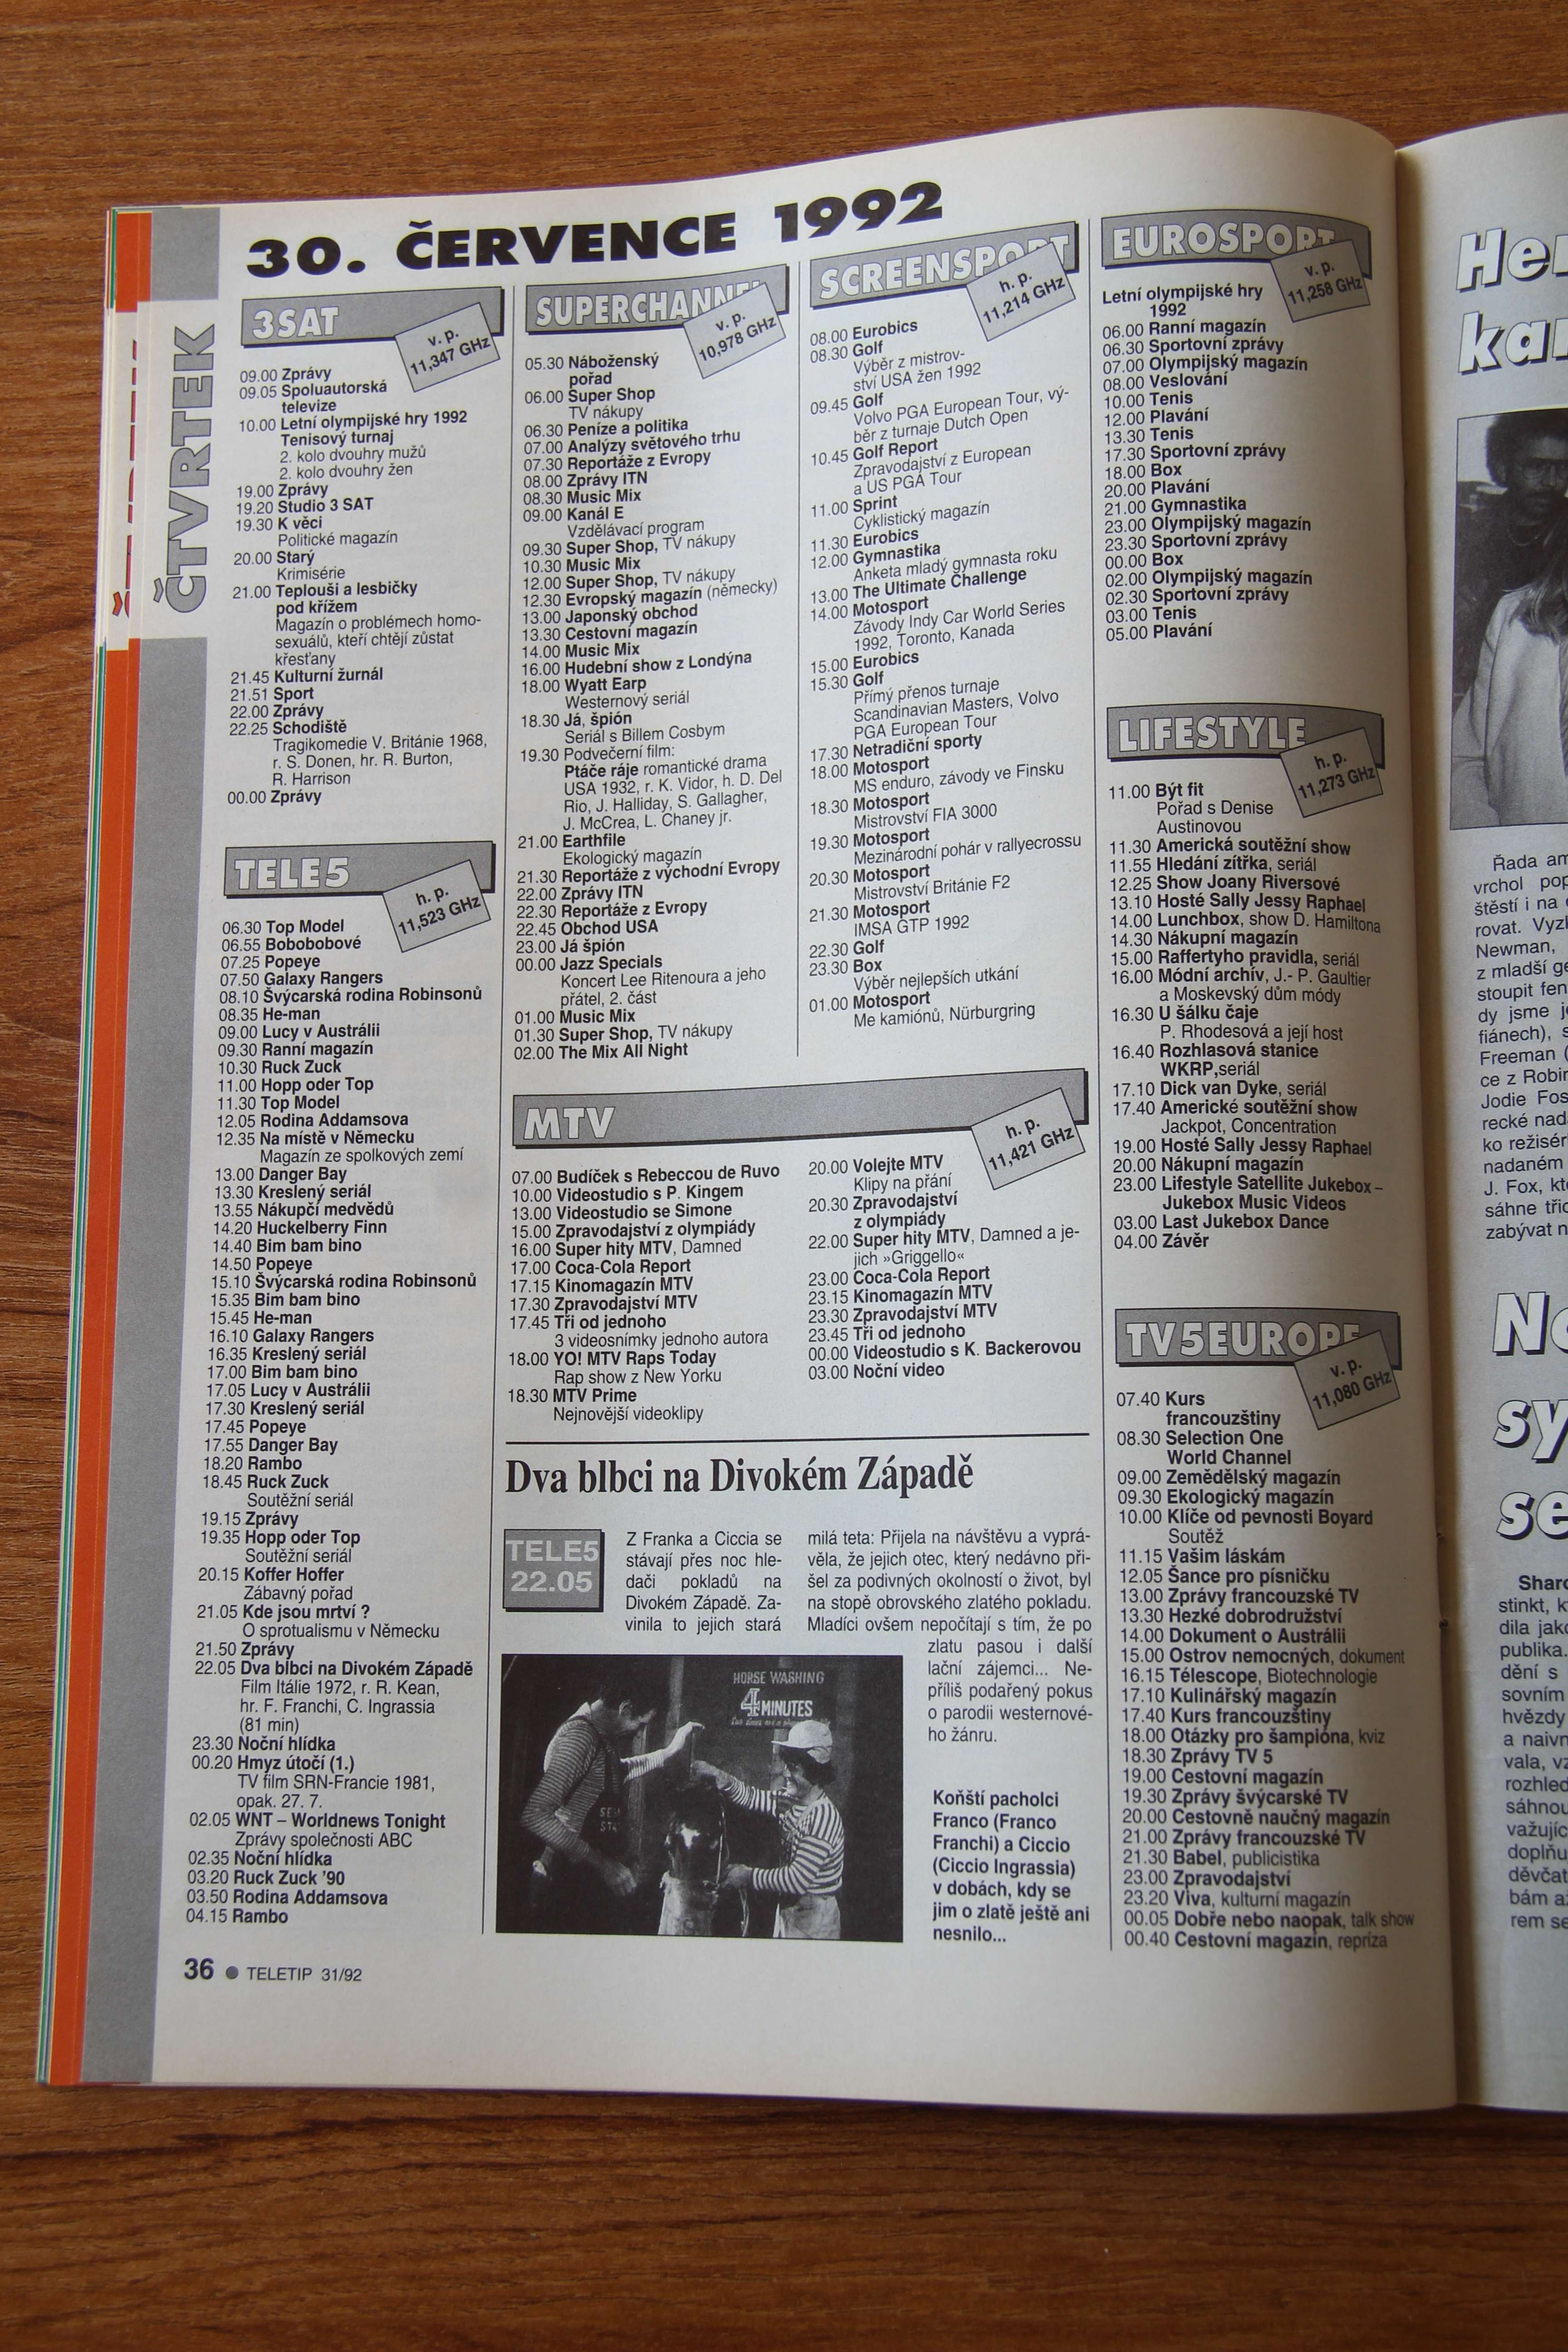 ČTVRTEK
30. ČERVENCE 1992
3SAT
v. p.
11,347 GHz
09.00 Zprávy
09.05 Spoluautorská
televize
10.00 Letní olympijské hry 1992
Tenisový turnaj
2. kolo dvouhry mužů
2. kolo dvouhry žen
19.00 Zprávy
19.20 Studio 3 SAT
19.30 K věci
Politické magazín
20.00 Starý
Krimisérie
21.00 Teplouši a lesbičky
pod křížem
Magazín o problémech homo-
sexuálů, kteří chtějí zůstat
křesťany
21.45 Kulturní žurnál
21.51 Sport
22.00 Zprávy
22.25 Schodiště
Tragikomedie V. Británie 1968,
r. S. Donen, hr. R. Burton,
R. Harrison
00.00 Zprávy
TELE5
h. p.
11,523 GHz
06.30 Top Model
06.55 Bobobobové
07.25 Popeye
07.50 Galaxy Rangers
08.10 Švýcarská rodina Robinsonů
08.35 He-man
09.00 Lucy v Austrálii
09.30 Ranní magazín
10.30 Ruck Zuck
11.00 Hopp oder Top
11.30 Top Model
12.05 Rodina Addamsova
12.35 Na místě v Německu
Magazín ze spolkových zemí
13.00 Danger Bay
13.30 Kreslený seriál
13.55 Nákupčí medvědů
14.20 Huckelberry Finn
14.40 Bim bam bino
14.50 Popeye
15.10 Švýcarská rodina Robinsonů
15.35 Bim bam bino
15.45 He-man
16.10 Galaxy Rangers
16.35 Kreslený seriál
17.00 Bim bam bino
17.05 Lucy v Austrálii
17.30 Kreslený seriál
17.45 Popeye
17.55 Danger Bay
18.20 Rambo
18.45 Ruck Zuck
Soutěžní seriál
19.15 Zprávy
19.35 Hopp oder Top
Soutěžní seriál
20.15 Koffer Hoffer
Zábavný pořad
21.05 Kde jsou mrtví ?
O sprotualismu v Německu
21.50 Zprávy
22.05 Dva blbci na Divokém Západě
Film Itálie 1972, r. R. Kean,
hr. F. Franchi, C. Ingrassia
(81 min)
23.30 Noční hlídka
00.20 Hmyz útočí (1.)
TV film SRN-Francie 1981,
opak. 27. 7.
02.05 WNT – Worldnews Tonight
Zprávy společnosti ABC
02.35 Noční hlídka
03.20 Ruck Zuck '90
03.50 Rodina Addamsova
04.15 Rambo
SUPERCHANNEL
v. p.
10,978 GHz
05.30 Náboženský
pořad
06.00 Super Shop
TV nákupy
06.30 Peníze a politika
07.00 Analýzy světového trhu
07.30 Reportáže z Evropy
08.00 Zprávy ITN
08.30 Music Mix
09.00 Kanál E
Vzdělávací program
09.30 Super Shop, TV nákupy
10.30 Music Mix
12.00 Super Shop, TV nákupy
12.30 Evropský magazín (německy)
13.00 Japonský obchod
13.30 Cestovní magazín
14.00 Music Mix
16.00 Hudební show z Londýna
18.00 Wyatt Earp
Westernový seriál
18.30 Já, špión
Seriál s Billem Cosbym
19.30 Podvečerní film:
Ptáče ráje romantické drama
USA 1932, r. K. Vidor, h. D. Del
Rio, J. Halliday, S. Gallagher,
J. McCrea, L. Chaney jr.
21.00 Earthfile
Ekologický magazín
21.30 Reportáže z východní Evropy
22.00 Zprávy ITN
22.30 Reportáže z Evropy
22.45 Obchod USA
23.00 Já špión
00.00 Jazz Specials
Koncert Lee Ritenoura a jeho
přátel, 2. část
01.00 Music Mix
01.30 Super Shop, TV nákupy
02.00 The Mix All Night
SCREENSPORT
h. p.
11,214 GHz
08.00 Eurobics
08.30 Golf
Výběr z mistrov-
ství USA žen 1992
09.45 Golf
Volvo PGA European Tour, vý-
běr z turnaje Dutch Open
10.45 Golf Report
Zpravodajství z European
a US PGA Tour
11.00 Sprint
Cyklistický magazín
11.30 Eurobics
12.00 Gymnastika
Anketa mladý gymnasta roku
13.00 The Ultimate Challenge
14.00 Motosport
Závody Indy Car World Series
1992, Toronto, Kanada
15.00 Eurobics
15.30 Golf
Přímý přenos turnaje
Scandinavian Masters, Volvo
PGA European Tour
17.30 Netradiční sporty
18.00 Motosport
MS enduro, závody ve Finsku
18.30 Motosport
Mistrovství FIA 3000
19.30 Motosport
Mezinárodní pohár v rallyecrossu
20.30 Motosport
Mistrovství Británie F2
21.30 Motosport
IMSA GTP 1992
22.30 Golf
23.30 Box
Výběr nejlepších utkání
01.00 Motosport
Me kamiónů, Nürburgring
MTV
h. p.
11,421 GHz
07.00 Budíček s Rebeccou de Ruvo
10.00 Videostudio s P. Kingem
13.00 Videostudio se Simone
15.00 Zpravodajství z olympiády
16.00 Super hity MTV, Damned
17.00 Coca-Cola Report
17.15 Kinomagazín MTV
17.30 Zpravodajství MTV
17.45 Tři od jednoho
3 videosnímky jednoho autora
18.00 YO! MTV Raps Today
Rap show z New Yorku
18.30 MTV Prime
Nejnovější videoklipy
20.00 Volejte MTV
Klipy na přání
20.30 Zpravodajství
z olympiády
22.00 Super hity MTV, Damned a je-
jich »Griggello«
23.00 Coca-Cola Report
23.15 Kinomagazín MTV
23.30 Zpravodajství MTV
23.45 Tři od jednoho
00.00 Videostudio s K. Backerovou
03.00 Noční video
Dva blbci na Divokém Západě
TELE5
22.05
Z Franka a Ciccia se
stávají přes noc hle-
dači pokladů na
Divokém Západě. Za-
vinila to jejich stará
milá teta: Přijela na návštěvu a vyprá-
věla, že jejich otec, který nedávno při-
šel za podivných okolností o život, byl
na stopě obrovského zlatého pokladu.
Mladíci ovšem nepočítají s tím, že po
zlatu pasou i další
lační zájemci... Ne-
příliš podařený pokus
o parodii westernové-
ho žánru.
HORSE WASHING
4 MINUTES
Koňští pacholci
Franco (Franco
Franchi) a Ciccio
(Ciccio Ingrassia)
v dobách, kdy se
jim o zlatě ještě ani
nesnilo...
EUROSPORT
v. p.
11,258 GHz
Letní olympijské hry
1992
06.00 Ranní magazín
06.30 Sportovní zprávy
07.00 Olympijský magazín
08.00 Veslování
10.00 Tenis
12.00 Plavání
13.30 Tenis
17.30 Sportovní zprávy
18.00 Box
20.00 Plavání
21.00 Gymnastika
23.00 Olympijský magazín
23.30 Sportovní zprávy
00.00 Box
02.00 Olympijský magazín
02.30 Sportovní zprávy
03.00 Tenis
05.00 Plavání
LIFESTYLE
h. p.
11,273 GHz
11.00 Být fit
Pořad s Denise
Austinovou
11.30 Americká soutěžní show
11.55 Hledání zítřka, seriál
12.25 Show Joany Riversové
13.10 Hosté Sally Jessy Raphael
14.00 Lunchbox, show D. Hamiltona
14.30 Nákupní magazín
15.00 Raffertyho pravidla, seriál
16.00 Módní archív, J.- P. Gaultier
a Moskevský dům módy
16.30 U šálku čaje
P. Rhodesová a její host
16.40 Rozhlasová stanice
WKRP,seriál
17.10 Dick van Dyke, seriál
17.40 Americké soutěžní show
Jackpot, Concentration
19.00 Hosté Sally Jessy Raphael
20.00 Nákupní magazín
23.00 Lifestyle Satellite Jukebox –
Jukebox Music Videos
03.00 Last Jukebox Dance
04.00 Závěr
TV5EUROPE
v. p.
11,080 GHz
07.40 Kurs
francouzštiny
08.30 Selection One
World Channel
09.00 Zemědělský magazín
09.30 Ekologický magazín
10.00 Klíče od pevnosti Boyard
Soutěž
11.15 Vašim láskám
12.05 Šance pro písničku
13.00 Zprávy francouzské TV
13.30 Hezké dobrodružství
14.00 Dokument o Austrálii
15.00 Ostrov nemocných, dokument
16.15 Télescope, Biotechnologie
17.10 Kulinářský magazín
17.40 Kurs francouzštiny
18.00 Otázky pro šampióna, kviz
18.30 Zprávy TV 5
19.00 Cestovní magazín
19.30 Zprávy švýcarské TV
20.00 Cestovně naučný magazín
21.00 Zprávy francouzské TV
21.30 Babel, publicistika
23.00 Zpravodajství
23.20 Viva, kulturní magazín
00.05 Dobře nebo naopak, talk show
00.40 Cestovní magazín, repríza
36 ● TELETIP 31/92
Řada am
vrchol pop
štěstí i na
rovat. Vyzk
Newman,
z mladší ge
stoupit fen
dy jsme je
fiánech), s
Freeman (
ce z Robin
Jodie Fos
recké nad
ko režisér
nadaném
J. Fox, kt
sáhne třic
zabývat n
Sharo
stinkt, k
dila jako
publika.
dění s
sovním
hvězdy
a naivn
vala, vz
rozhled
sáhnou
važujíc
doplňu
děvčat
bám až
rem se